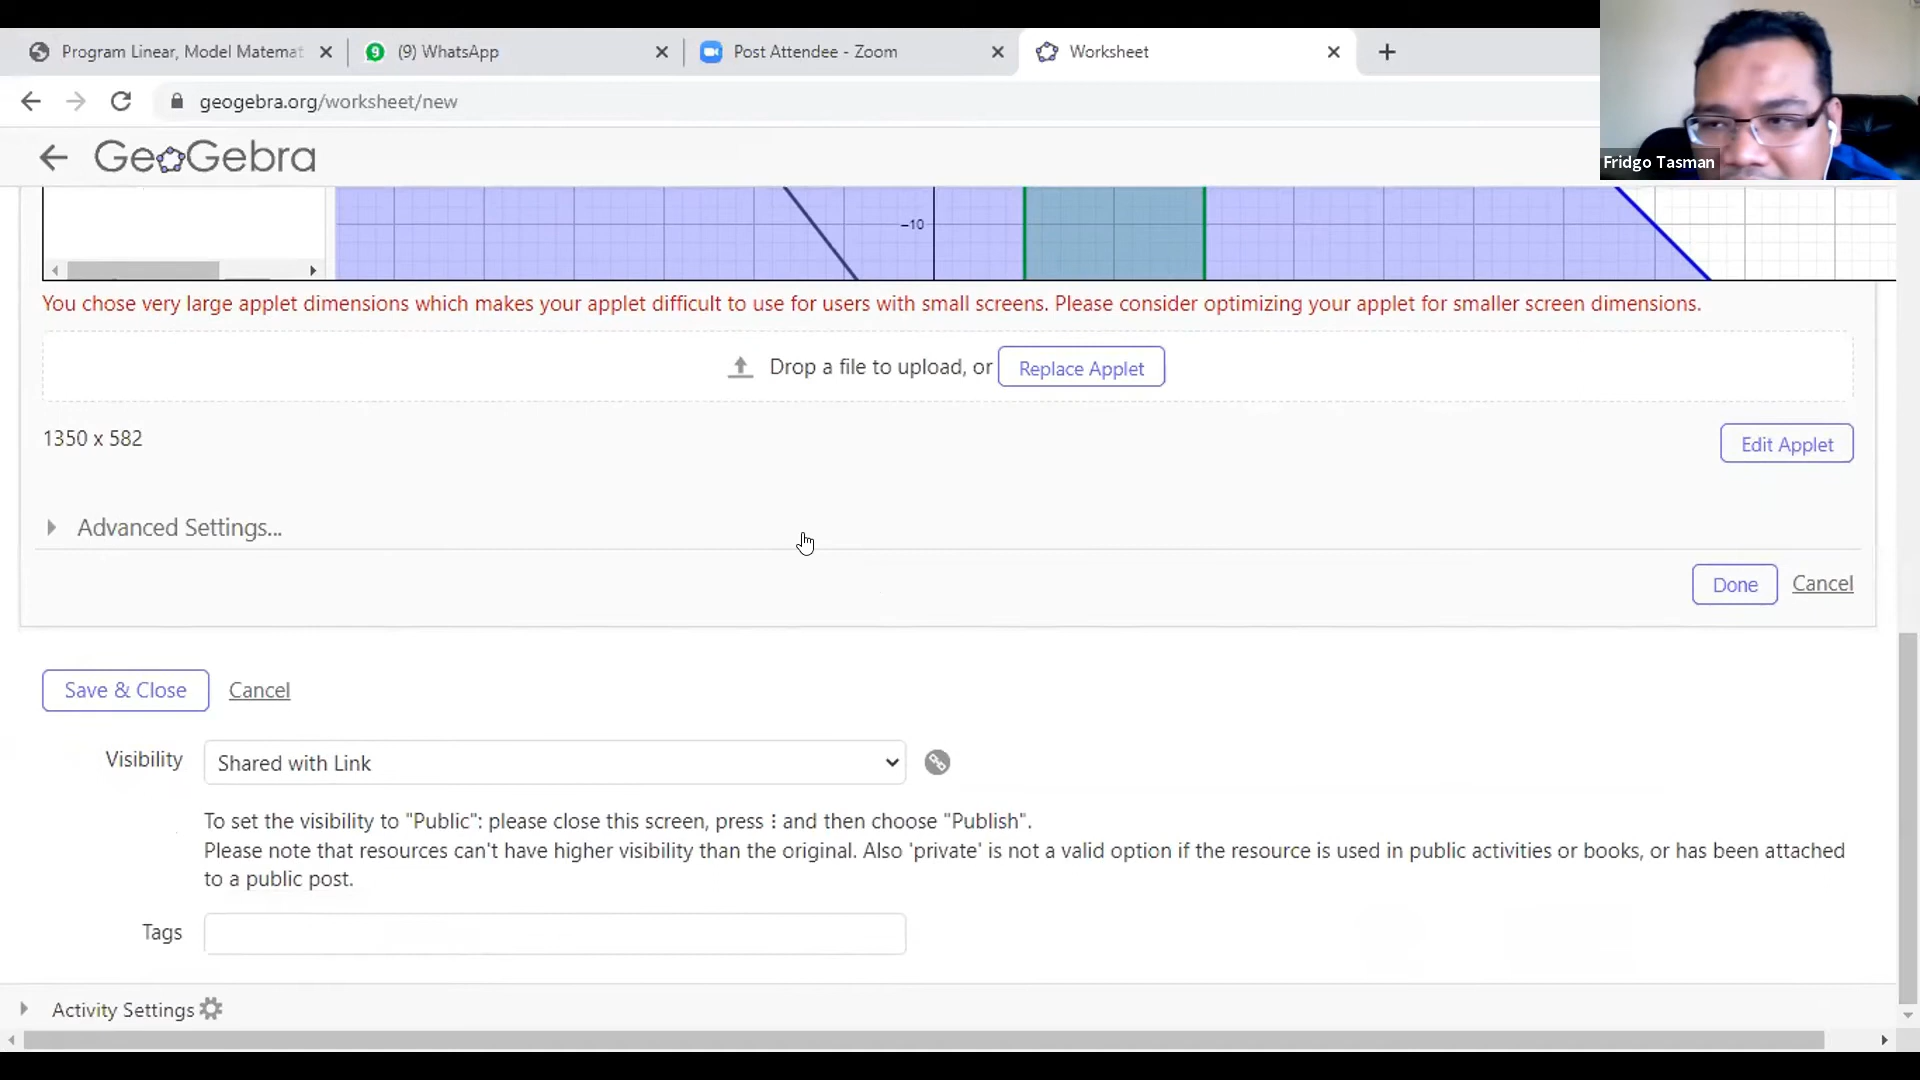 Program Linear, Model Matemat
(9) WhatsApp
Post Attendee - Zoom
Worksheet
geogebra.org/worksheet/new
Fridgo Tasman
GeoGebra
–10
You chose very large applet dimensions which makes your applet difficult to use for users with small screens. Please consider optimizing your applet for smaller screen dimensions.
Drop a file to upload, or Replace Applet
1350 x 582
Edit Applet
Advanced Settings...
Done Cancel
Save & Close Cancel
Visibility Shared with Link
To set the visibility to "Public": please close this screen, press ⋮ and then choose "Publish".
Please note that resources can't have higher visibility than the original. Also 'private' is not a valid option if the resource is used in public activities or books, or has been attached
to a public post.
Tags
Activity Settings